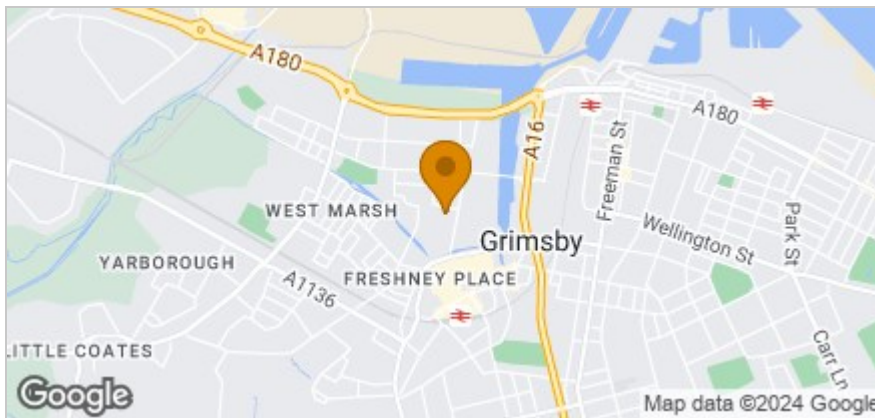 A180
A180
A16
Freeman St
WEST MARSH
Grimsby
Wellington St
Park St
YARBOROUGH
FRESHNEY PLACE
A1136
LITTLE COATES
Carr Ln
Google
Map data ©2024 Google